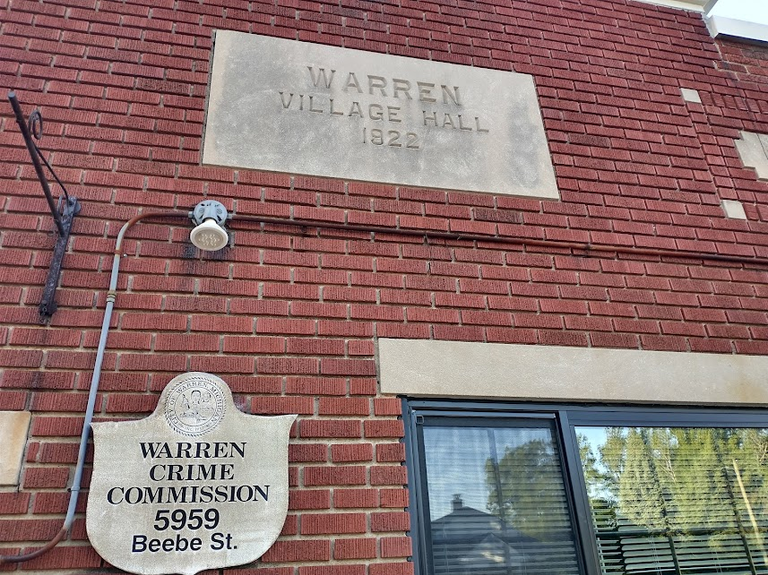 WARREN
VILLAGE HALL
1922
WARREN
CRIME
COMMISSION
5959
Beebe St.